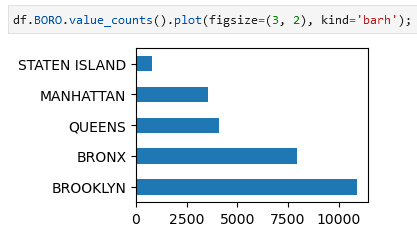 df.BORO.value_counts().plot(figsize=(3, 2), kind='barh');
STATEN ISLAND
MANHATTAN
QUEENS
BRONX
BROOKLYN
0 2500 5000 7500 10000